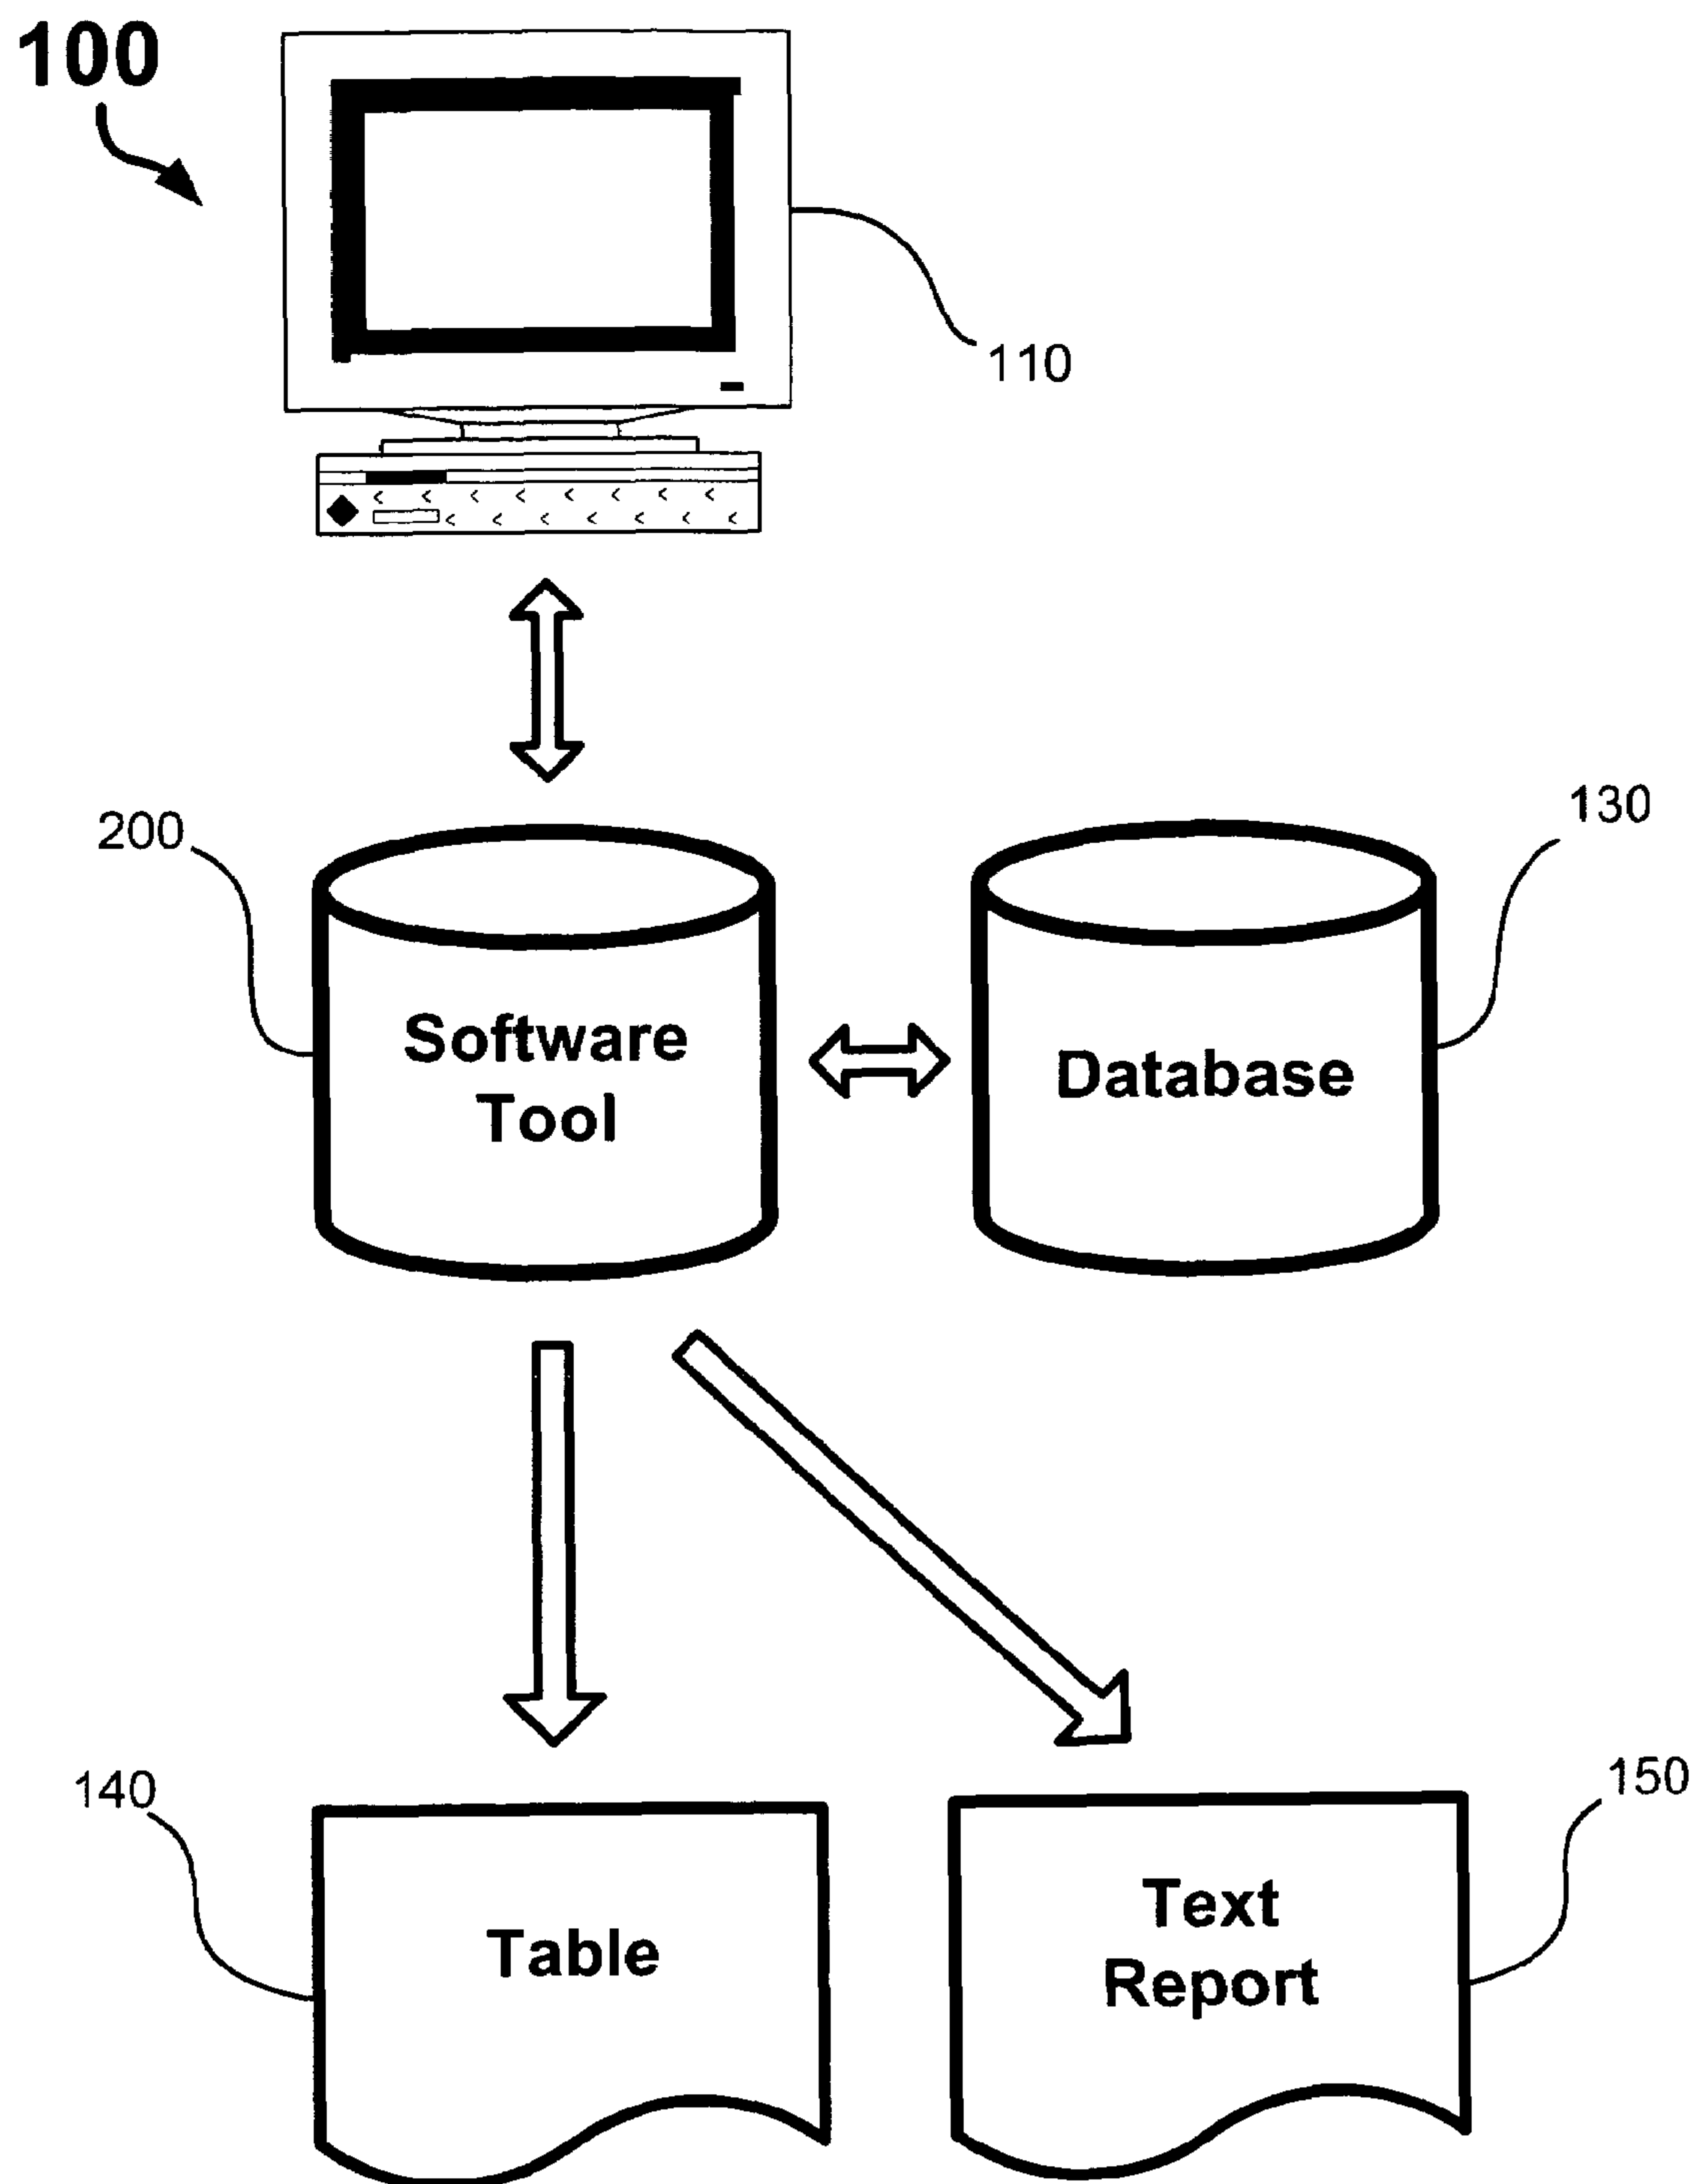 100
110
200
130
Software
Tool
Database
140
150
Table
Text
Report